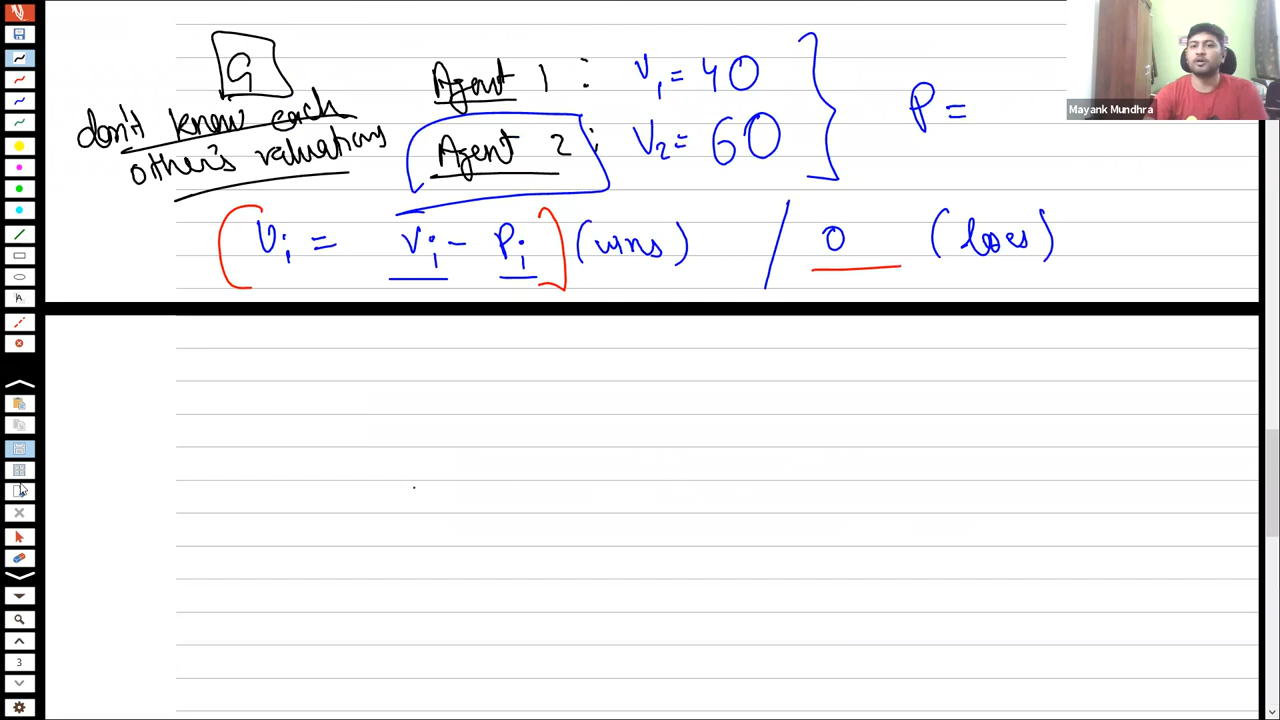 G
don't know each
other's valuations
Agent 1 : v1 = 40
Agent 2 : v2 = 60
P =
Ui = vi - Pi (wins) / 0 (loses)
Mayank Mundhra
3